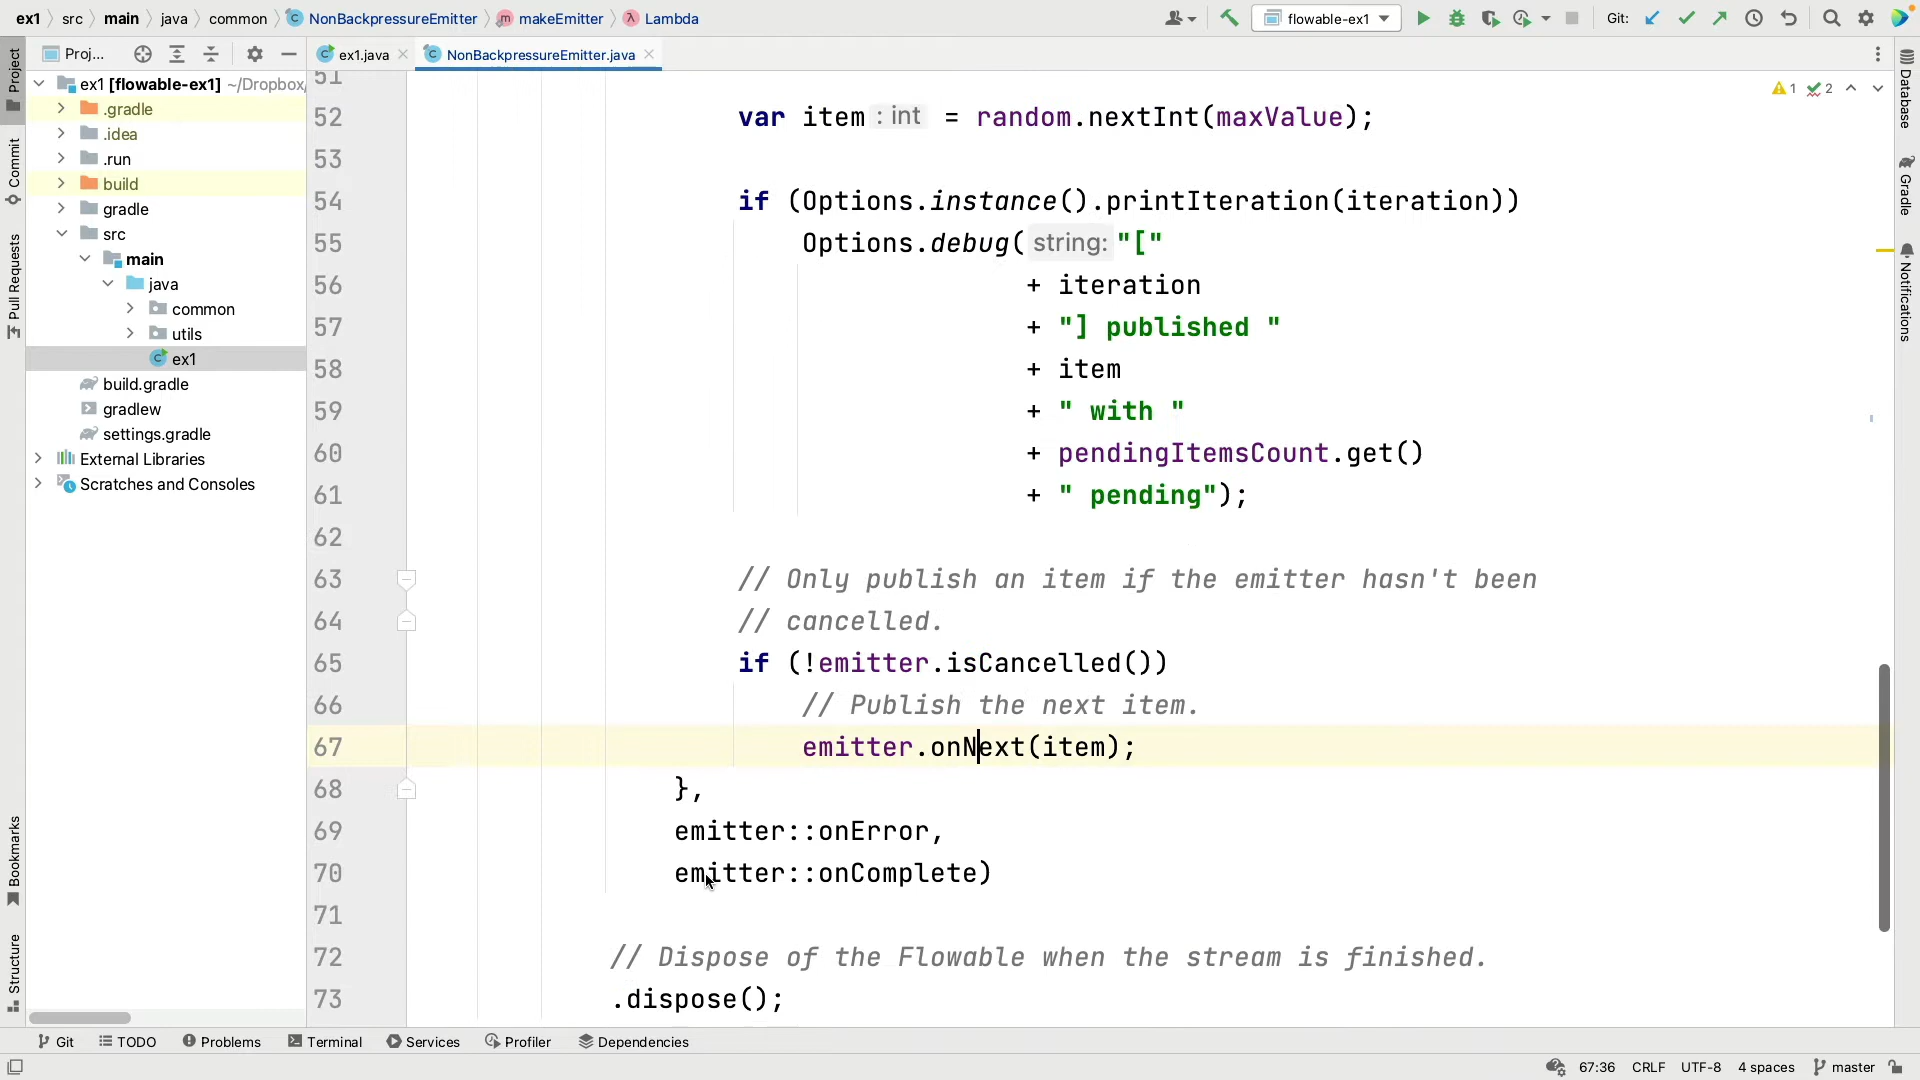 ex1 src main java common NonBackpressureEmitter makeEmitter Lambda flowable-ex1 Git:
Proj...
ex1.java
NonBackpressureEmitter.java
ex1 [flowable-ex1] ~/Dropbox/
.gradle
.idea
.run
build
gradle
src
main
java
common
utils
ex1
build.gradle
gradlew
settings.gradle
External Libraries
Scratches and Consoles
Project
Commit
Pull Requests
Bookmarks
Structure
1 2
51
52 var item : int = random.nextInt(maxValue);
53
54 if (Options.instance().printIteration(iteration))
55 Options.debug( string: "["
56 + iteration
57 + "] published "
58 + item
59 + " with "
60 + pendingItemsCount.get()
61 + " pending");
62
63 // Only publish an item if the emitter hasn't been
64 // cancelled.
65 if (!emitter.isCancelled())
66 // Publish the next item.
67 emitter.onNext(item);
68 },
69 emitter::onError,
70 emitter::onComplete)
71
72 // Dispose of the Flowable when the stream is finished.
73 .dispose();
Database
Gradle
Notifications
Git TODO Problems Terminal Services Profiler Dependencies
67:36 CRLF UTF-8 4 spaces master